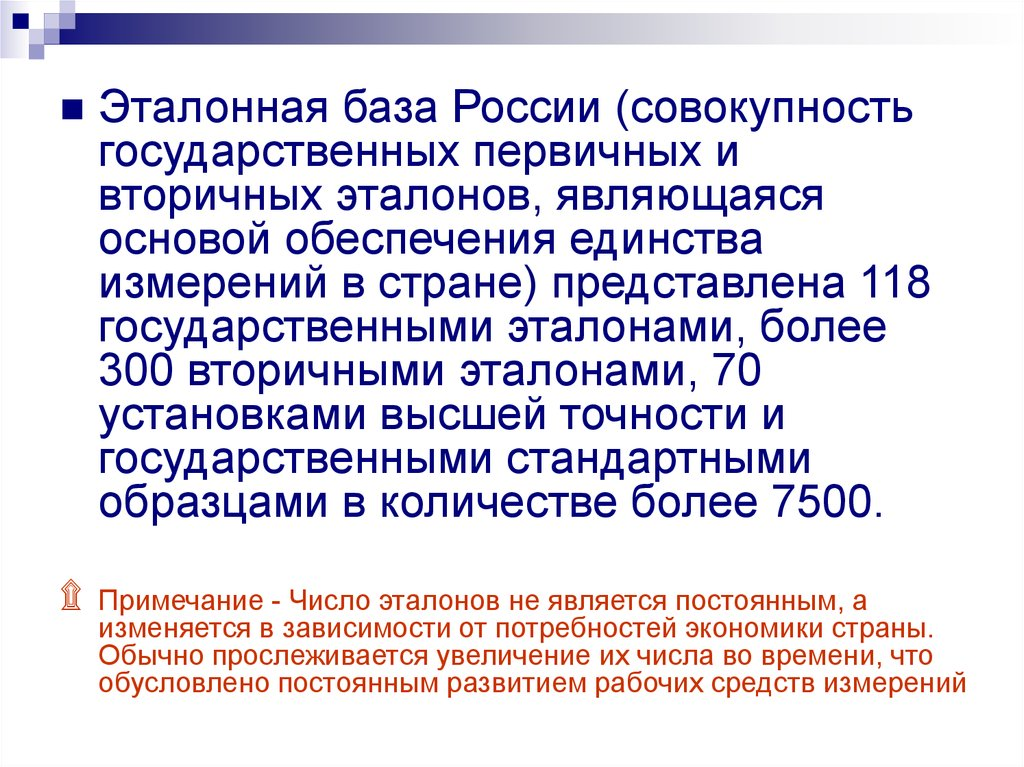 Эталонная база России (совокупность
государственных первичных и
вторичных эталонов, являющаяся
основой обеспечения единства
измерений в стране) представлена 118
государственными эталонами, более
300 вторичными эталонами, 70
установками высшей точности и
государственными стандартными
образцами в количестве более 7500.
Примечание - Число эталонов не является постоянным, а
изменяется в зависимости от потребностей экономики страны.
Обычно прослеживается увеличение их числа во времени, что
обусловлено постоянным развитием рабочих средств измерений